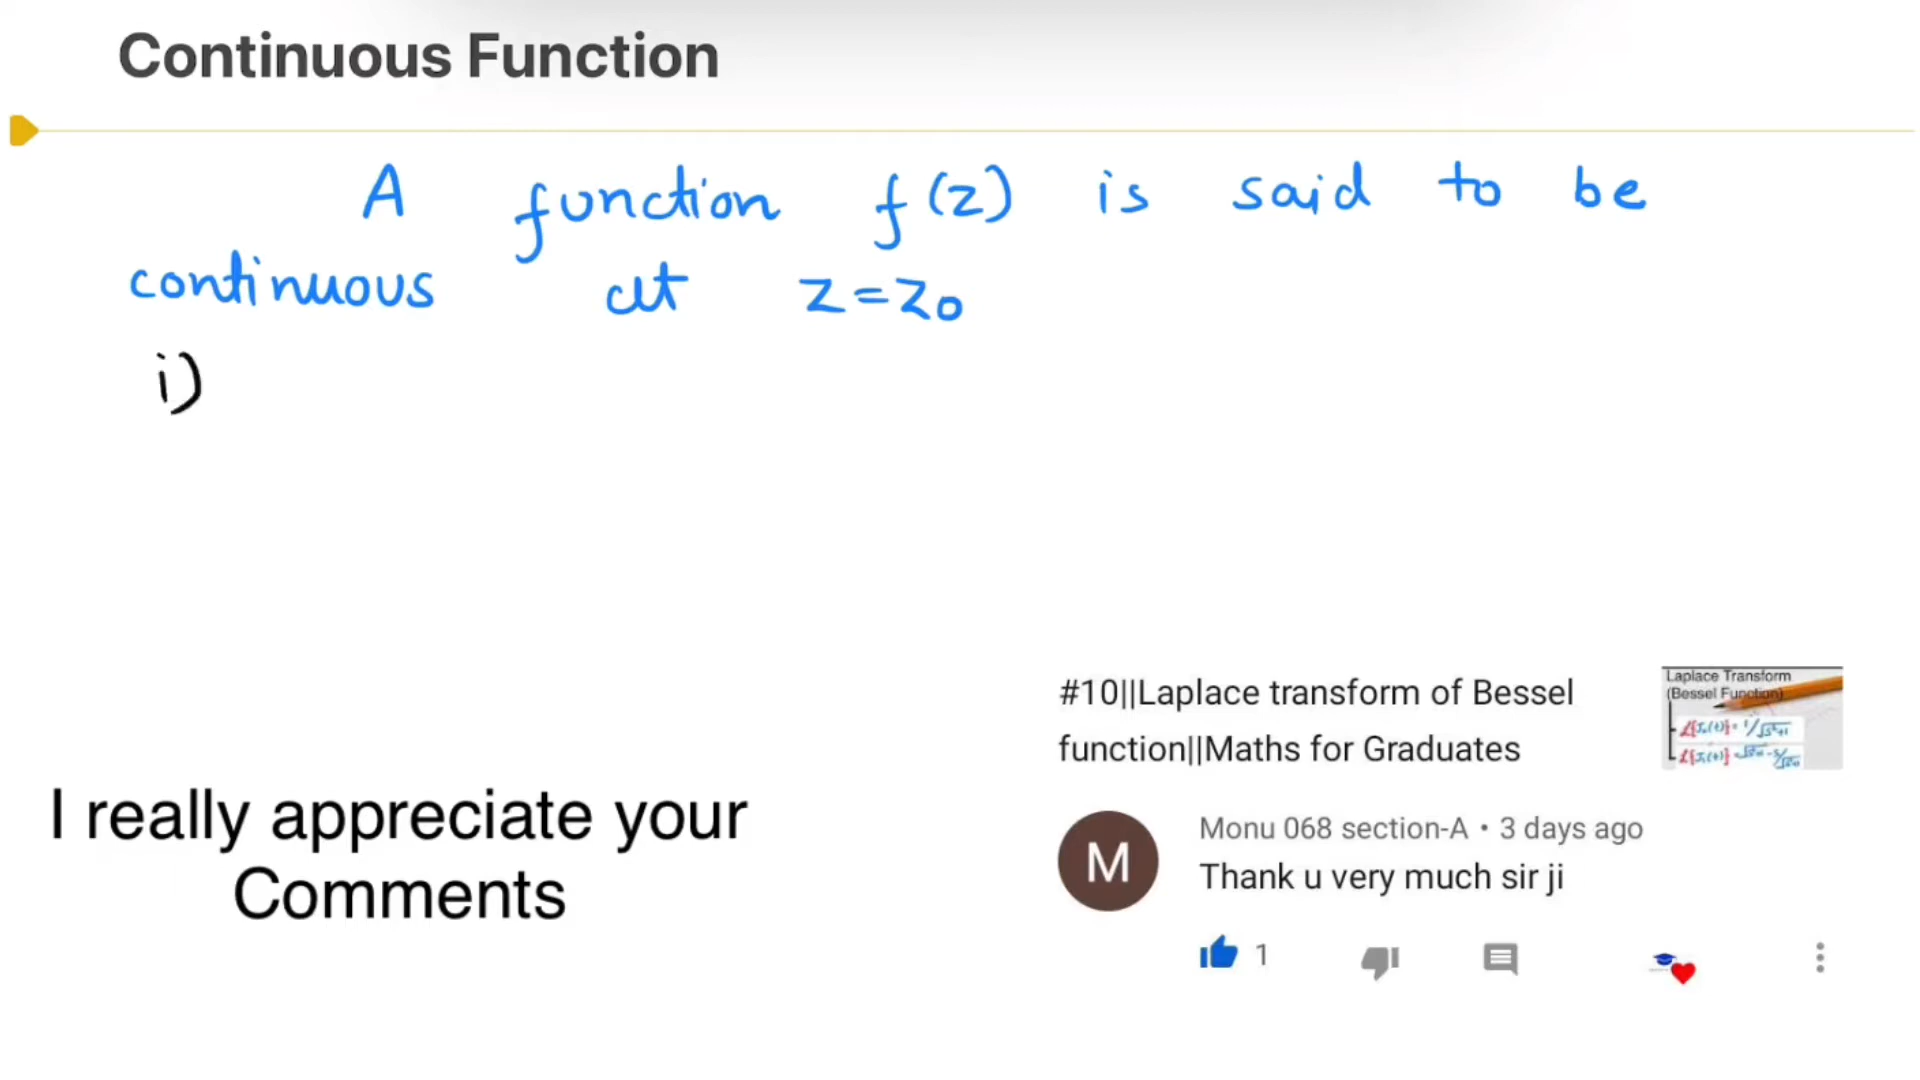 Continuous Function
A function f(z) is said to be
continuous at z=z0
i)
#10||Laplace transform of Bessel
function||Maths for Graduates
Laplace Transform
(Bessel Function)
I really appreciate your
Comments
Monu 068 section-A • 3 days ago
M
Thank u very much sir ji
1